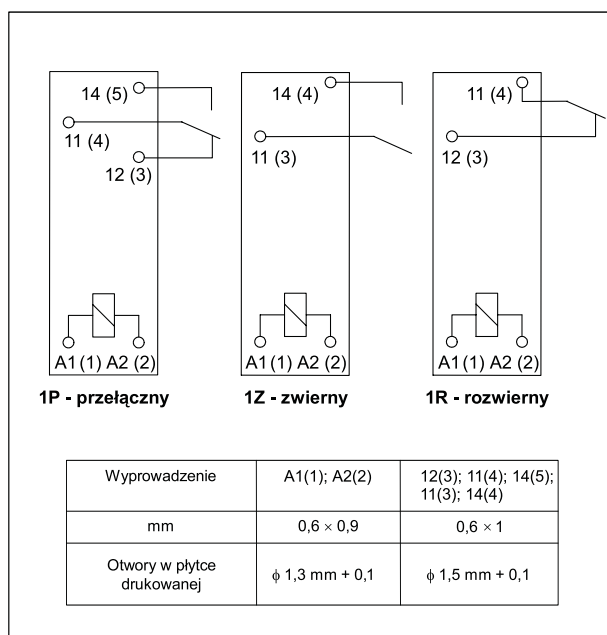 14 (5)
11 (4)
12 (3)
A1 (1) A2 (2)
1P - przełączny
14 (4)
11 (3)
A1 (1) A2 (2)
1Z - zwierny
11 (4)
12 (3)
A1 (1) A2 (2)
1R - rozwierny
Wyprowadzenie
A1(1); A2(2)
12(3); 11(4); 14(5);
11(3); 14(4)
mm
0,6 × 0,9
0,6 × 1
Otwory w płytce
drukowanej
ϕ 1,3 mm + 0,1
ϕ 1,5 mm + 0,1